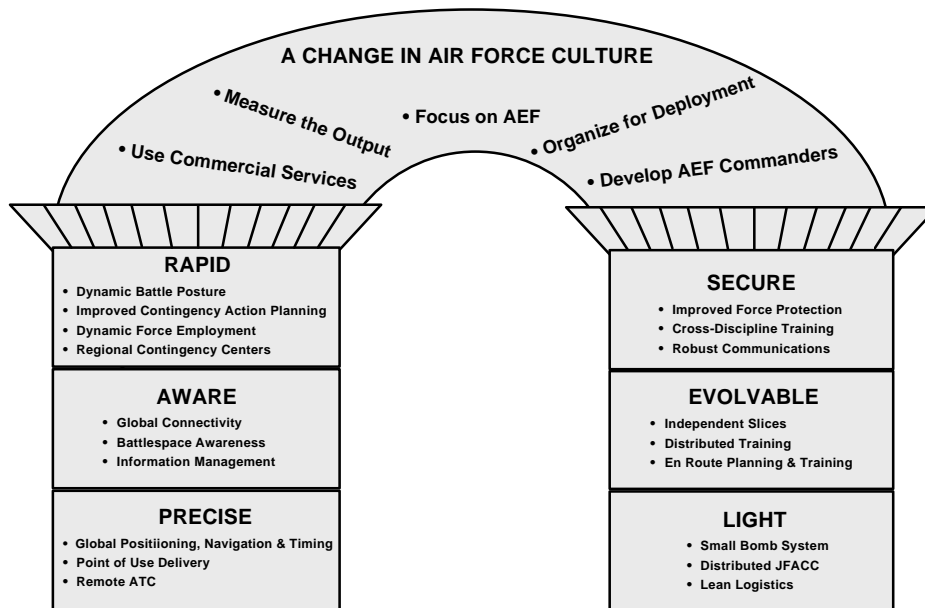 A CHANGE IN AIR FORCE CULTURE
• Use Commercial Services
• Measure the Output
• Focus on AEF
• Organize for Deployment
• Develop AEF Commanders
RAPID
• Dynamic Battle Posture
• Improved Contingency Action Planning
• Dynamic Force Employment
• Regional Contingency Centers
AWARE
• Global Connectivity
• Battlespace Awareness
• Information Management
PRECISE
• Global Positiioning, Navigation & Timing
• Point of Use Delivery
• Remote ATC
SECURE
• Improved Force Protection
• Cross-Discipline Training
• Robust Communications
EVOLVABLE
• Independent Slices
• Distributed Training
• En Route Planning & Training
LIGHT
• Small Bomb System
• Distributed JFACC
• Lean Logistics